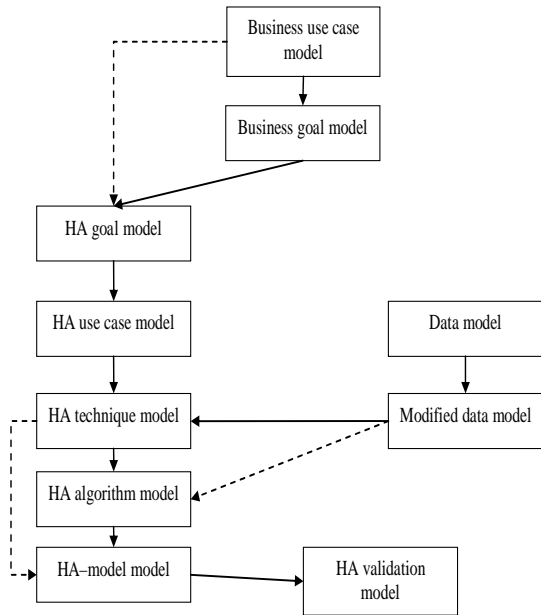 Business use case
model
Business goal model
HA goal model
HA use case model
Data model
HA technique model
Modified data model
HA algorithm model
HA–model model
HA validation
model